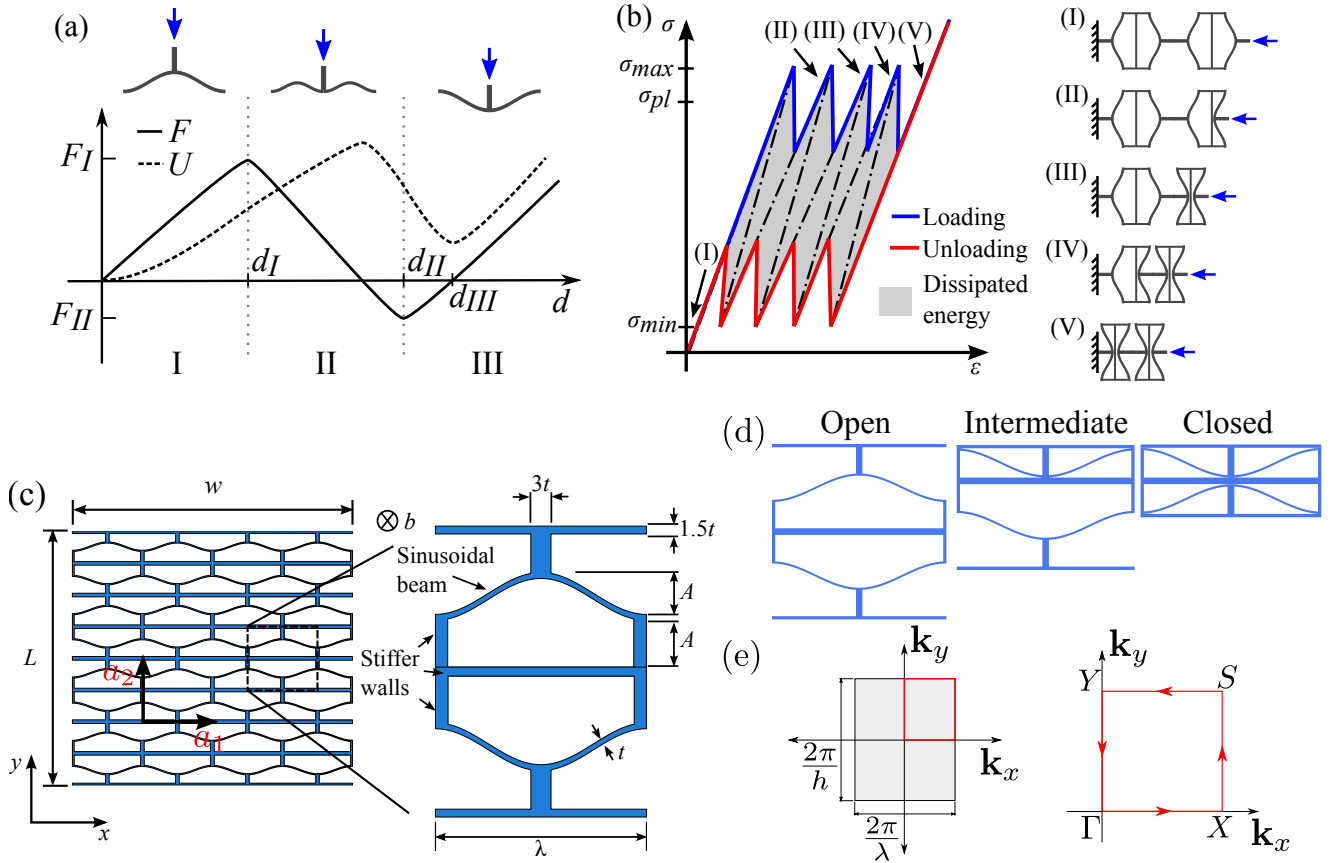 (a)
F
U
F_I
F_II
d_I
d_II
d_III
d
I
II
III
(b)
σ
σ_max
σ_pl
σ_min
(I)
(II)
(III)
(IV)
(V)
Loading
Unloading
Dissipated
energy
ε
(I)
(II)
(III)
(IV)
(V)
(c)
w
⊗ b
L
a_2
a_1
y
x
3t
1.5t
Sinusoidal
beam
A
A
Stiffer
walls
t
λ
(d)
Open
Intermediate
Closed
(e)
k_y
k_x
2π
h
2π
λ
k_y
Y
S
Γ
X
k_x